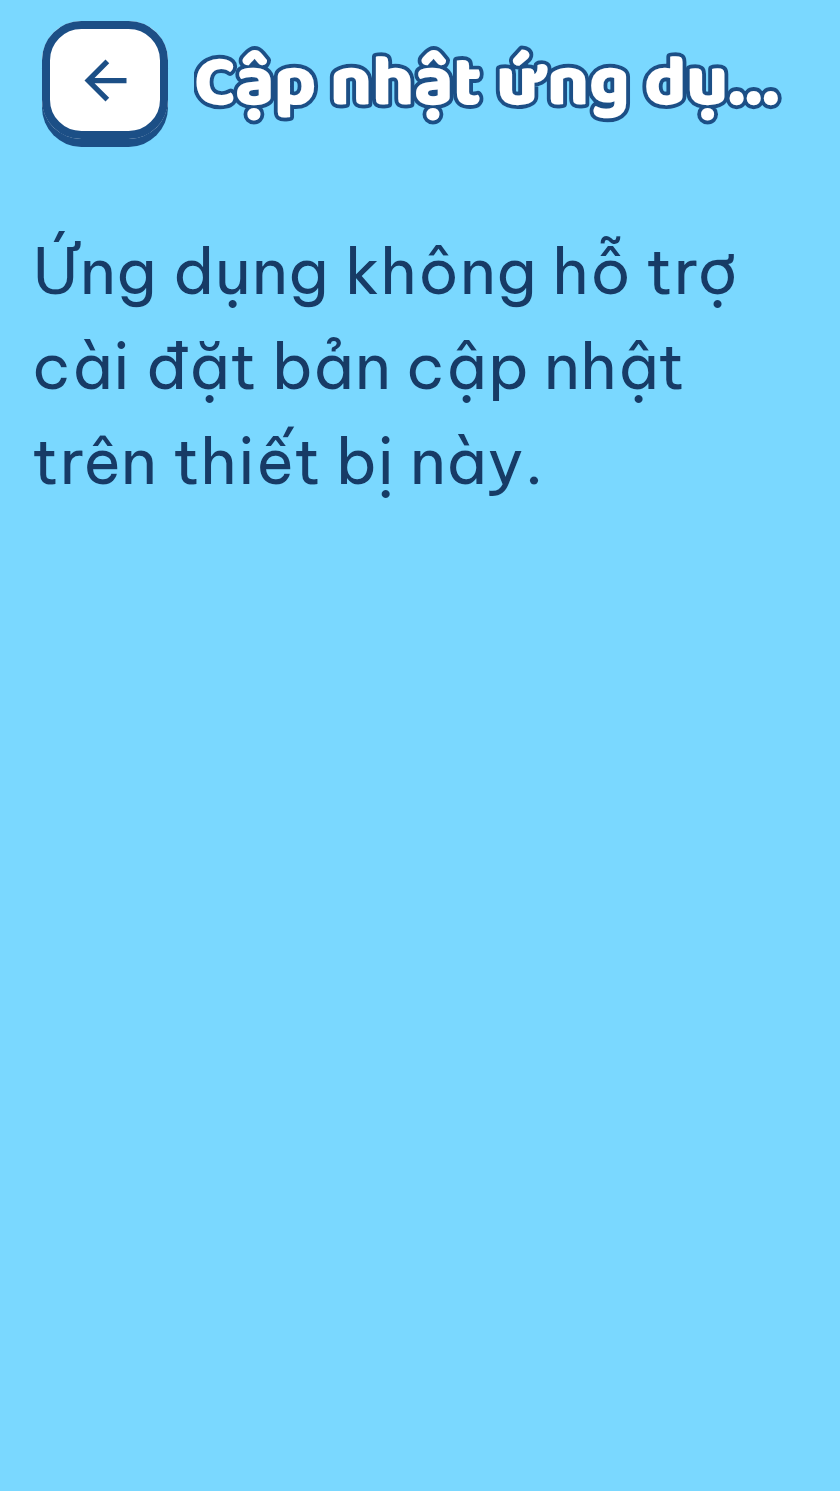 Cập nhật ứng dụ...
Ứng dụng không hỗ trợ
cài đặt bản cập nhật
trên thiết bị này.